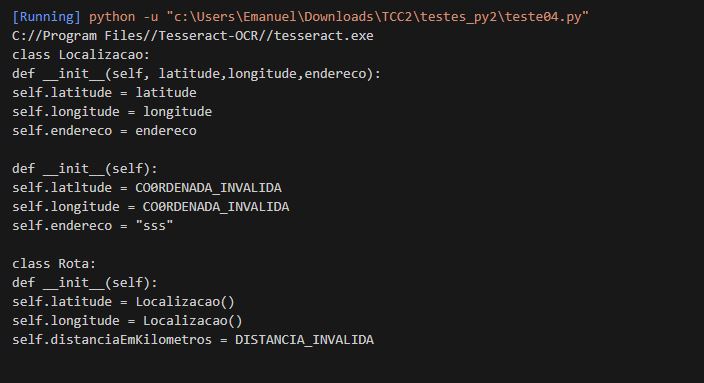 [Running] python -u "c:\Users\Emanuel\Downloads\TCC2\testes_py2\teste04.py"
C://Program Files//Tesseract-OCR//tesseract.exe
class Localizacao:
def __init__(self, latitude,longitude,endereco):
self.latitude = latitude
self.longitude = longitude
self.endereco = endereco

def __init__(self):
self.latltude = CO0RDENADA_INVALIDA
self.longitude = CO0RDENADA_INVALIDA
self.endereco = "sss"

class Rota:
def __init__(self):
self.latitude = Localizacao()
self.longitude = Localizacao()
self.distanciaEmKilometros = DISTANCIA_INVALIDA